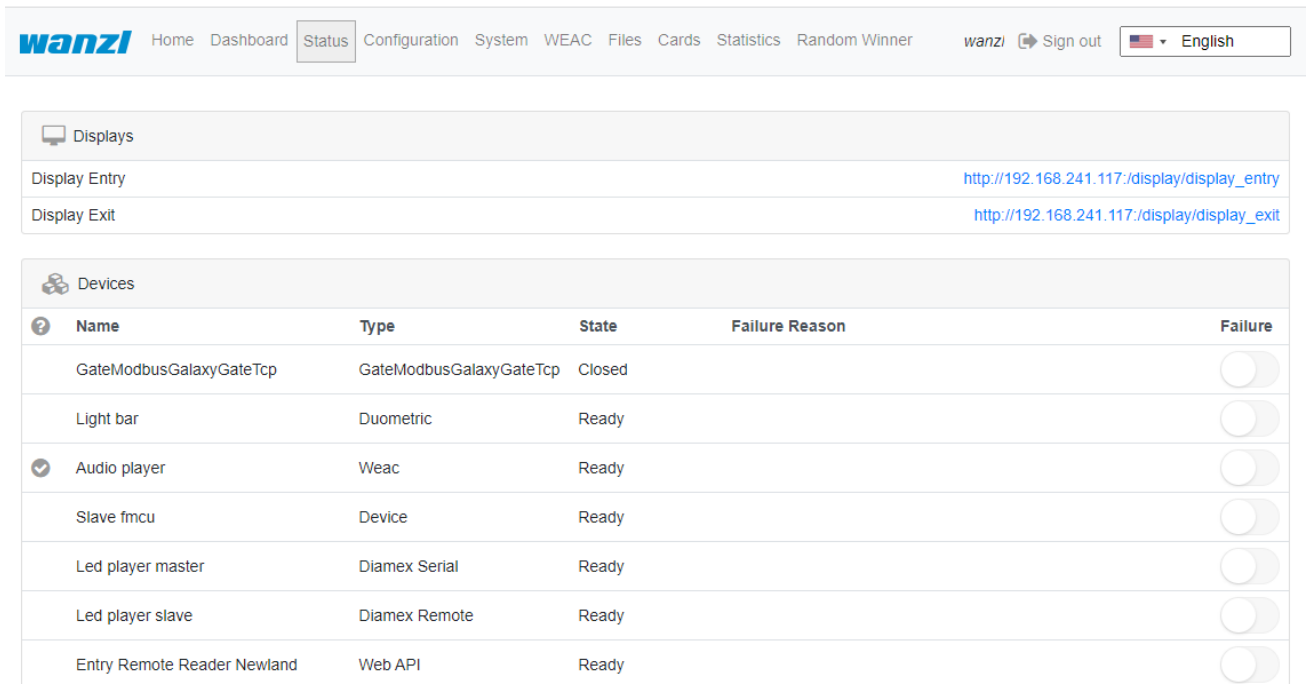 wanzl Home Dashboard Status Configuration System WEAC Files Cards Statistics Random Winner wanzl Sign out English
Displays
Display Entry http://192.168.241.117:/display/display_entry
Display Exit http://192.168.241.117:/display/display_exit
Devices
? Name Type State Failure Reason Failure
GateModbusGalaxyGateTcp GateModbusGalaxyGateTcp Closed
Light bar Duometric Ready
Audio player Weac Ready
Slave fmcu Device Ready
Led player master Diamex Serial Ready
Led player slave Diamex Remote Ready
Entry Remote Reader Newland Web API Ready